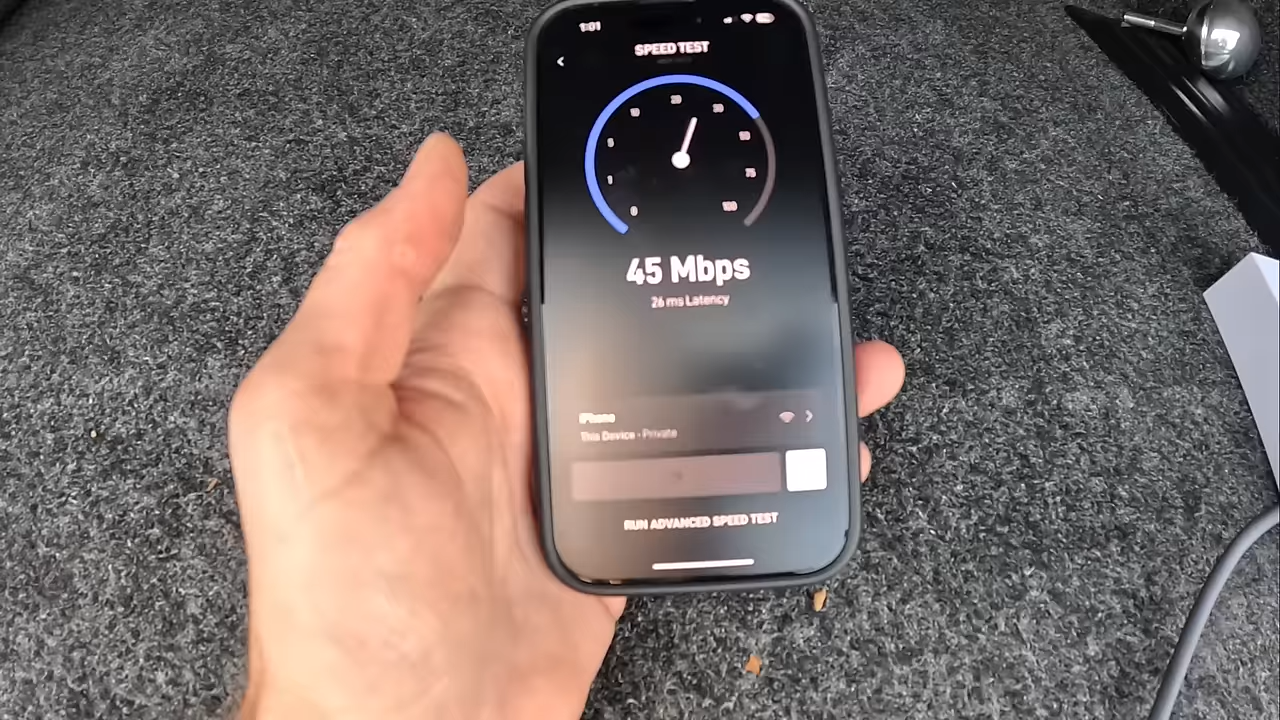 1:01
SPEED TEST
20
10
30
5
50
1
75
0
100
45 Mbps
26 ms Latency
iPhone
This Device - Private
RUN ADVANCED SPEED TEST